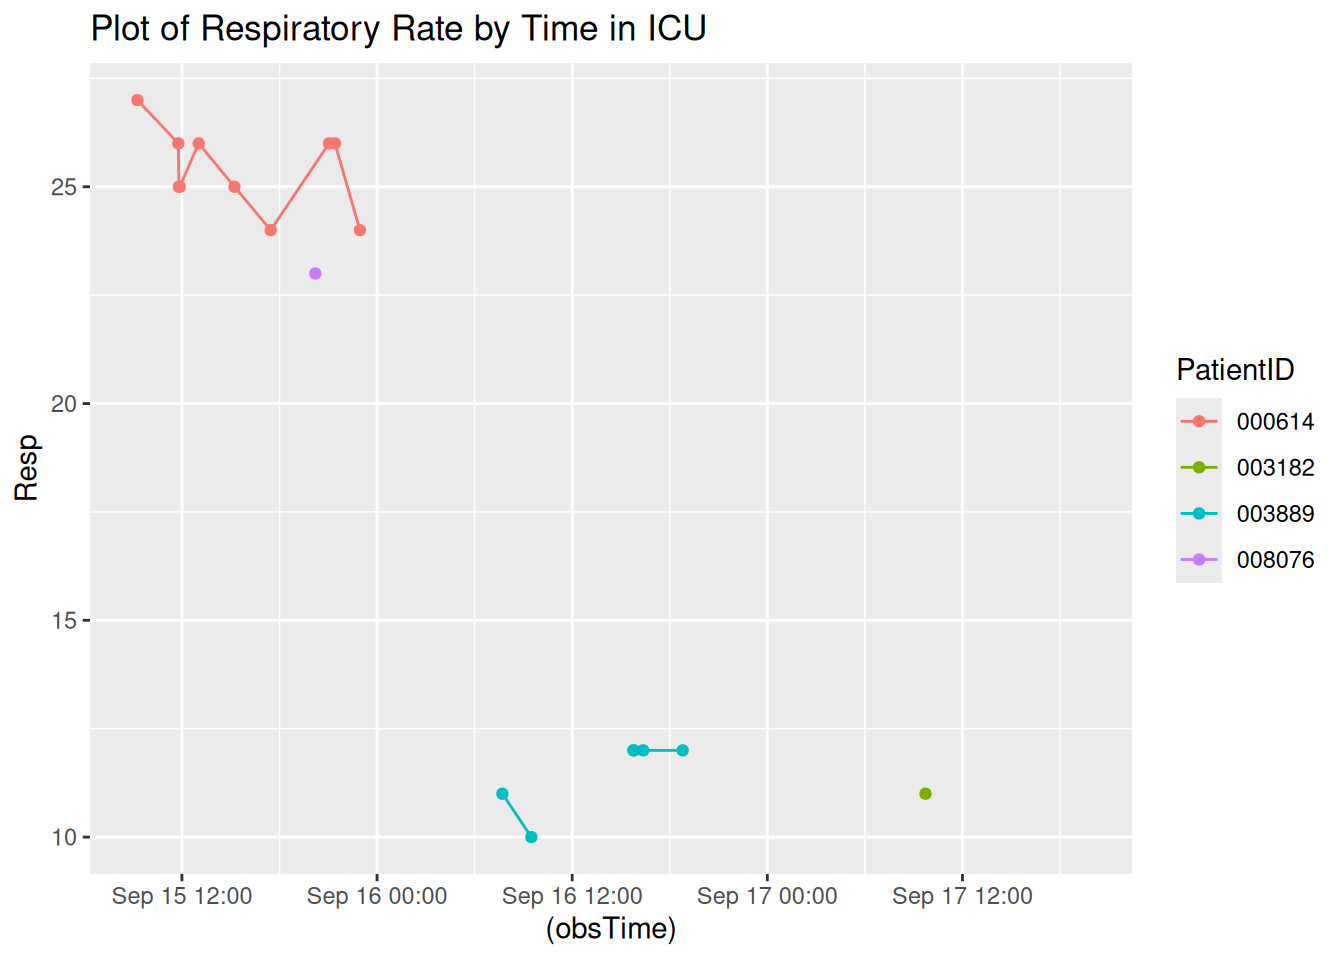 Plot of Respiratory Rate by Time in ICU
25
20
15
10
Resp
Sep 15 12:00
Sep 16 00:00
Sep 16 12:00
Sep 17 00:00
Sep 17 12:00
(obsTime)
PatientID
000614
003182
003889
008076